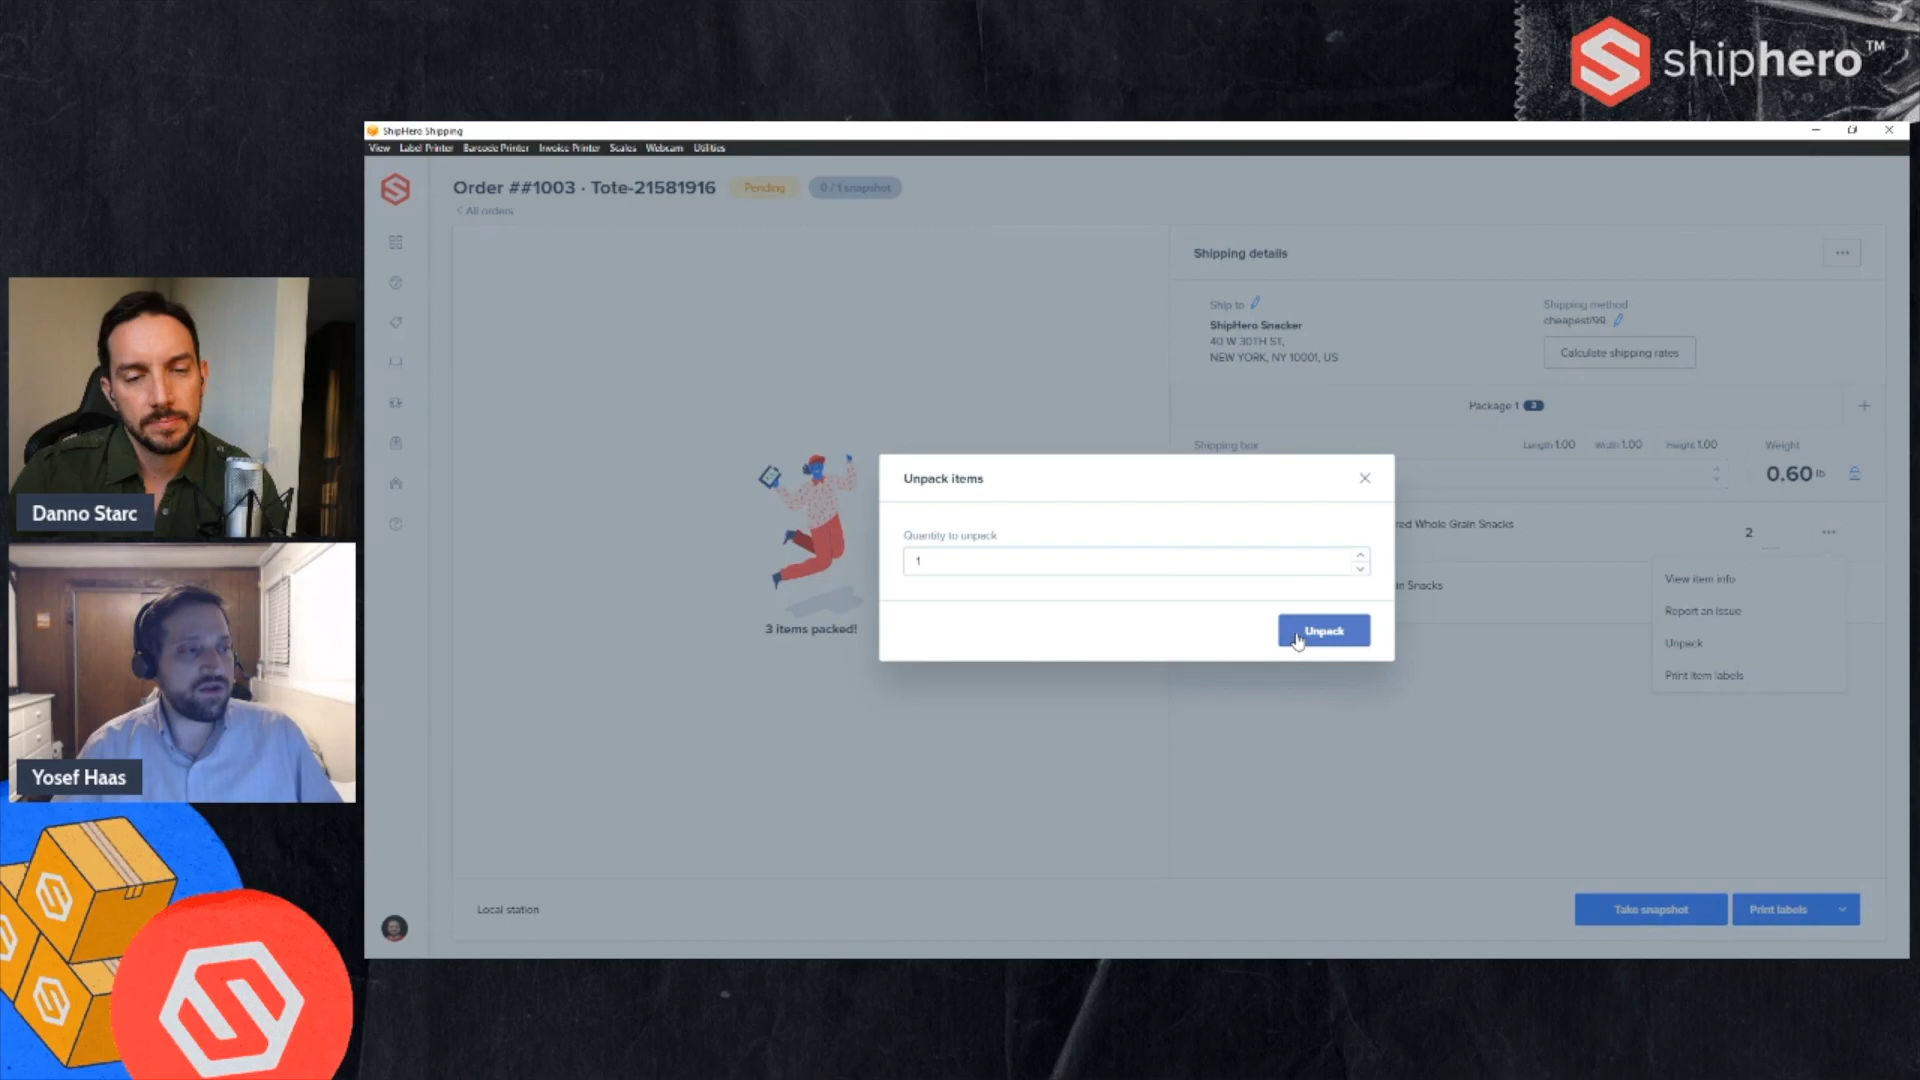 shiphero™
ShipHero Shipping
View Label Printer Barcode Printer Invoice Printer Scales Webcam Utilities
Order ##1003 · Tote-21581916
Pending
0 / 1 snapshot
< All orders
Shipping details
Ship to
ShipHero Snacker
40 W 30TH ST,
NEW YORK, NY 10001, US
Shipping method
cheapest/99
Calculate shipping rates
Package 1 3
Shipping box
Length 1.00 Width 1.00 Height 1.00
Weight
0.60 lb
Unpack items
Quantity to unpack
1
Unpack
red Whole Grain Snacks
2
in Snacks
View item info
Report an issue
Unpack
Print item labels
3 items packed!
Local station
Take snapshot
Print labels
Danno Starc
Yosef Haas